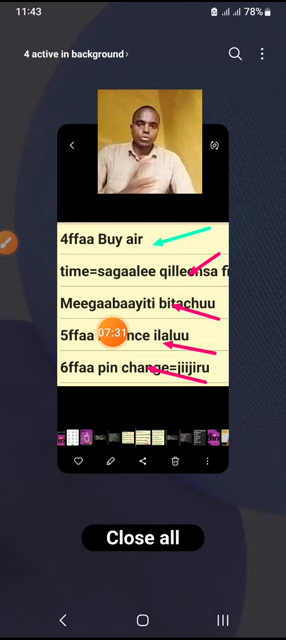 11:43
78%
4 active in background >
4ffaa Buy air
time=sagaalee qilleensa
Meegaabaayiti bitachuu
5ffaa ilaluu
07:31
6ffaa pin change=jiijiru
Close all